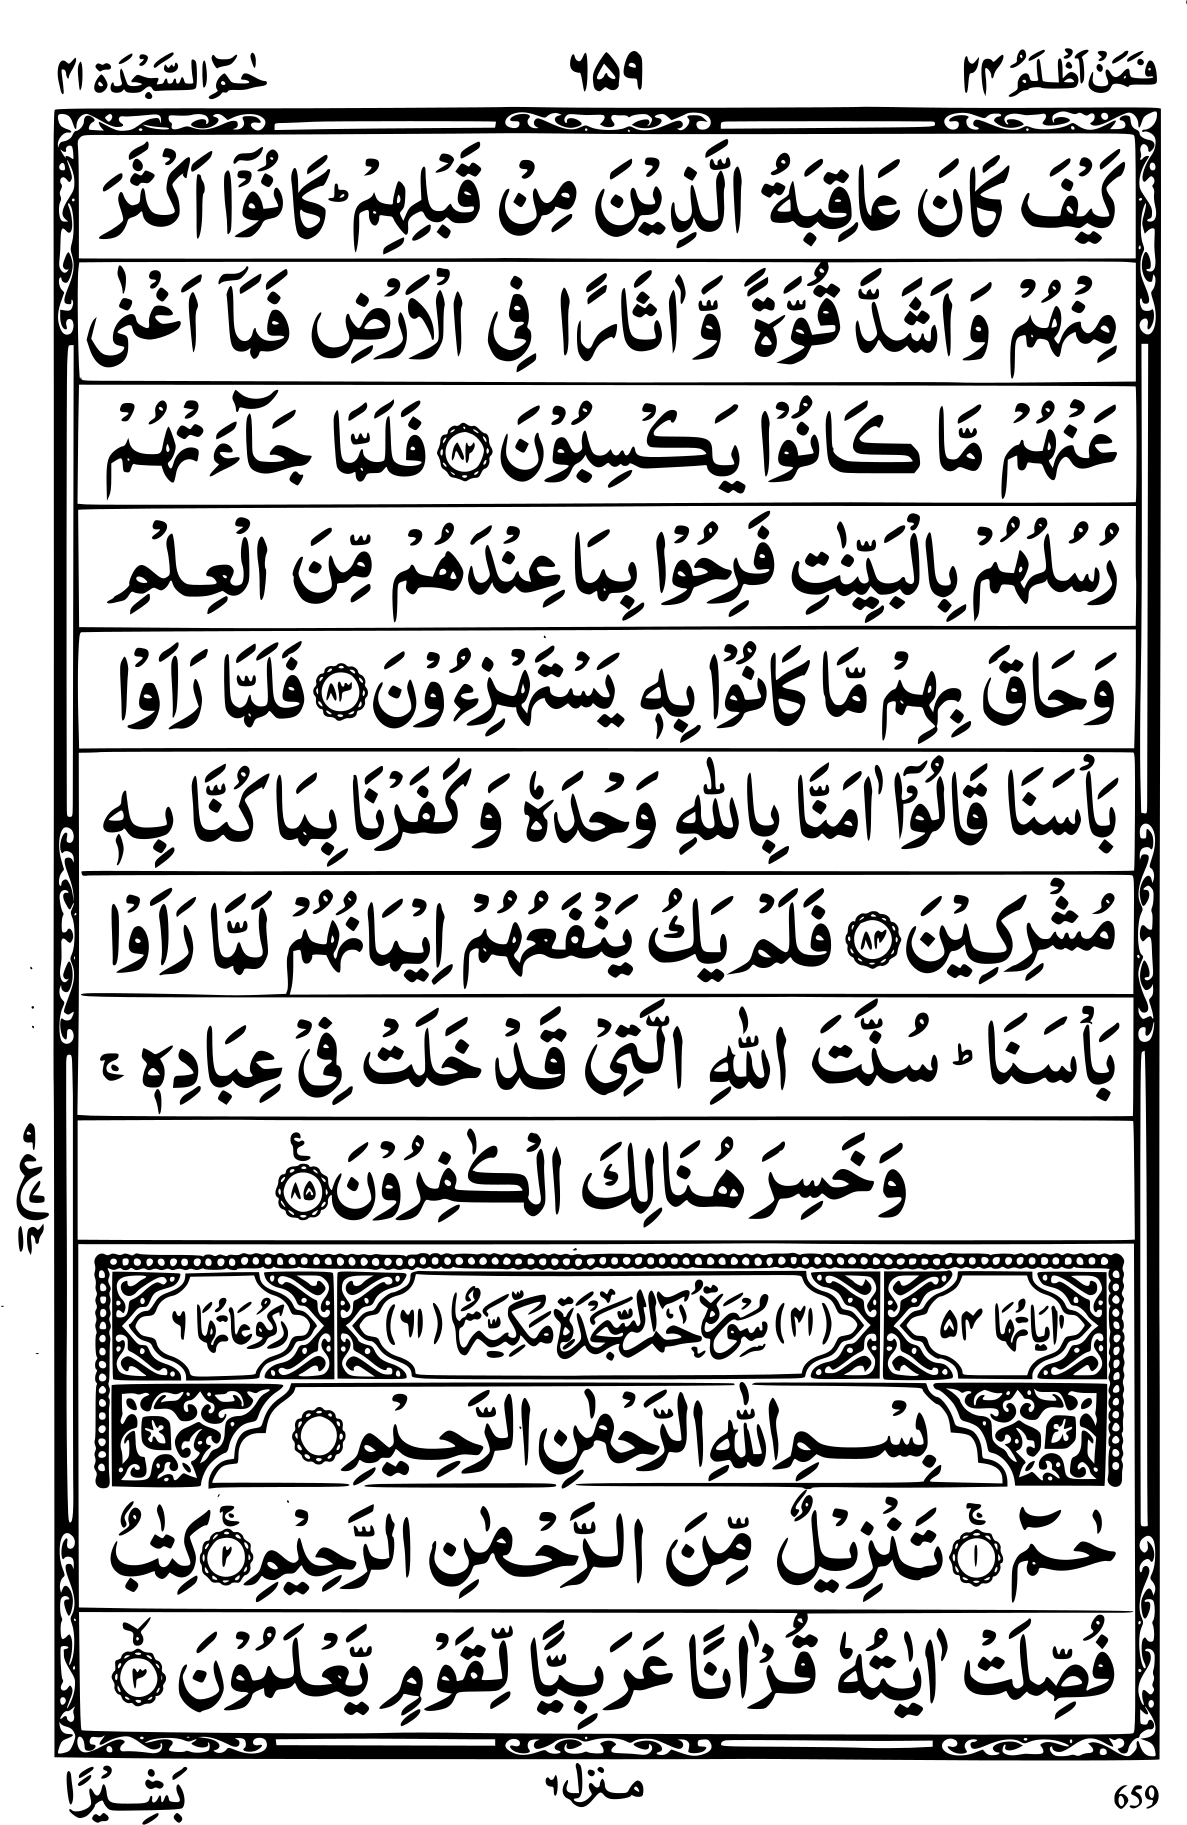 فَمَنْ اَظْلَمُ ٢٤ ٦٥٩ حٰمٓ السَّجْدَة ٤١
كَيْفَ كَانَ عَاقِبَةُ الَّذِيْنَ مِنْ قَبْلِهِمْ ؕ كَانُوْۤا اَكْثَرَ
مِنْهُمْ وَ اَشَدَّ قُوَّةً وَّ اٰثَارًا فِي الْاَرْضِ فَمَاۤ اَغْنٰى
عَنْهُمْ مَّا كَانُوْا يَكْسِبُوْنَ ﴿٨٢﴾ فَلَمَّا جَآءَتْهُمْ
رُسُلُهُمْ بِالْبَيِّنٰتِ فَرِحُوْا بِمَا عِنْدَهُمْ مِّنَ الْعِلْمِ
وَحَاقَ بِهِمْ مَّا كَانُوْا بِهٖ يَسْتَهْزِءُوْنَ ﴿٨٣﴾ فَلَمَّا رَاَوْا
بَاْسَنَا قَالُوْۤا اٰمَنَّا بِاللّٰهِ وَحْدَهٗ وَكَفَرْنَا بِمَا كُنَّا بِهٖ
مُشْرِكِيْنَ ﴿٨٤﴾ فَلَمْ يَكُ يَنْفَعُهُمْ اِيْمَانُهُمْ لَمَّا رَاَوْا
بَاْسَنَا ؕ سُنَّتَ اللّٰهِ الَّتِيْ قَدْ خَلَتْ فِيْ عِبَادِهٖ ۚ
وَخَسِرَ هُنَالِكَ الْكٰفِرُوْنَ ﴿٨٥﴾ ع
اٰيَاتُهَا ٥٤ (٤١) سُوْرَةُ حٰمٓ السَّجْدَةِ مَكِّيَّةٌ (٦١) رُكُوْعَاتُهَا ٦
بِسْمِ اللّٰهِ الرَّحْمٰنِ الرَّحِيْمِ
حٰمٓ ﴿١﴾ ۚ تَنْزِيْلٌ مِّنَ الرَّحْمٰنِ الرَّحِيْمِ ﴿٢﴾ ۚ كِتٰبٌ
فُصِّلَتْ اٰيٰتُهٗ قُرْاٰنًا عَرَبِيًّا لِّقَوْمٍ يَّعْلَمُوْنَ ﴿٣﴾ ۙ
659 منزل ٦ بَشِيْرًا